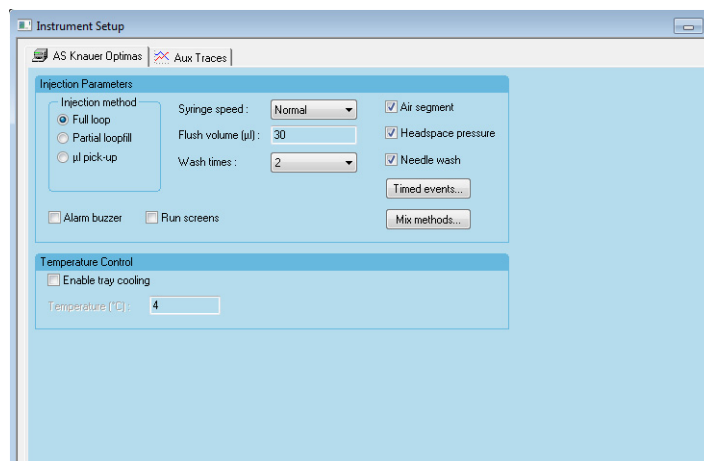 Instrument Setup
AS Knauer Optimas
Aux Traces
Injection Parameters
Injection method
Full loop
Partial loopfill
µl pick-up
Syringe speed : Normal
Flush volume (µl) : 30
Wash times : 2
Air segment
Headspace pressure
Needle wash
Timed events...
Mix methods...
Alarm buzzer
Run screens
Temperature Control
Enable tray cooling
Temperature (°C) : 4